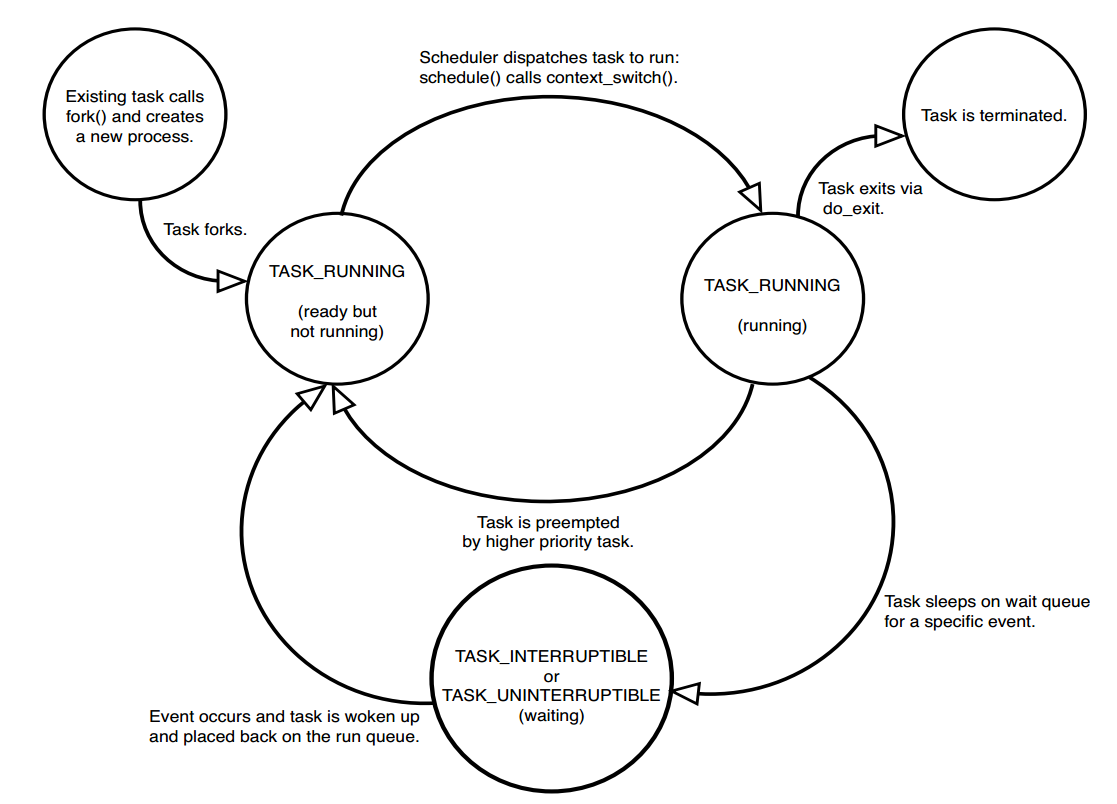 Existing task calls
fork() and creates
a new process.
Scheduler dispatches task to run:
schedule() calls context_switch().
Task is terminated.
Task exits via
do_exit.
Task forks.
TASK_RUNNING
(ready but
not running)
TASK_RUNNING
(running)
Task is preempted
by higher priority task.
Task sleeps on wait queue
for a specific event.
TASK_INTERRUPTIBLE
or
TASK_UNINTERRUPTIBLE
(waiting)
Event occurs and task is woken up
and placed back on the run queue.